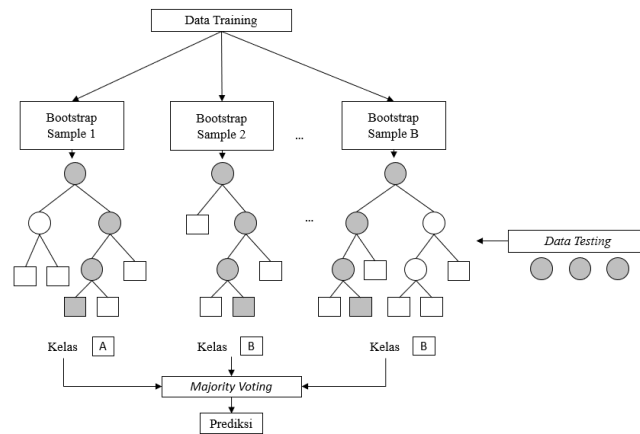 Data Training
Bootstrap
Sample 1
Bootstrap
Sample 2
...
Bootstrap
Sample B
...
Data Testing
Kelas A
Kelas B
Kelas B
Majority Voting
Prediksi